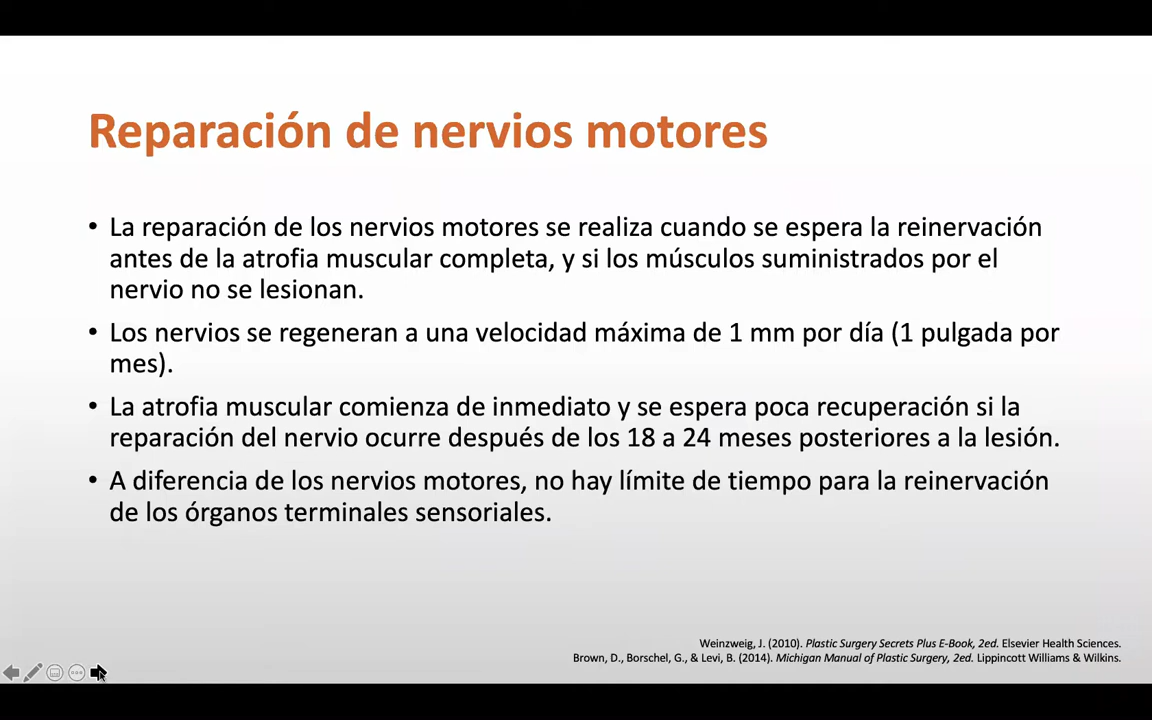 Reparación de nervios motores
• La reparación de los nervios motores se realiza cuando se espera la reinervación
antes de la atrofia muscular completa, y si los músculos suministrados por el
nervio no se lesionan.
• Los nervios se regeneran a una velocidad máxima de 1 mm por día (1 pulgada por
mes).
• La atrofia muscular comienza de inmediato y se espera poca recuperación si la
reparación del nervio ocurre después de los 18 a 24 meses posteriores a la lesión.
• A diferencia de los nervios motores, no hay límite de tiempo para la reinervación
de los órganos terminales sensoriales.
Weinzweig, J. (2010). Plastic Surgery Secrets Plus E-Book, 2ed. Elsevier Health Sciences.
Brown, D., Borschel, G., & Levi, B. (2014). Michigan Manual of Plastic Surgery, 2ed. Lippincott Williams & Wilkins.